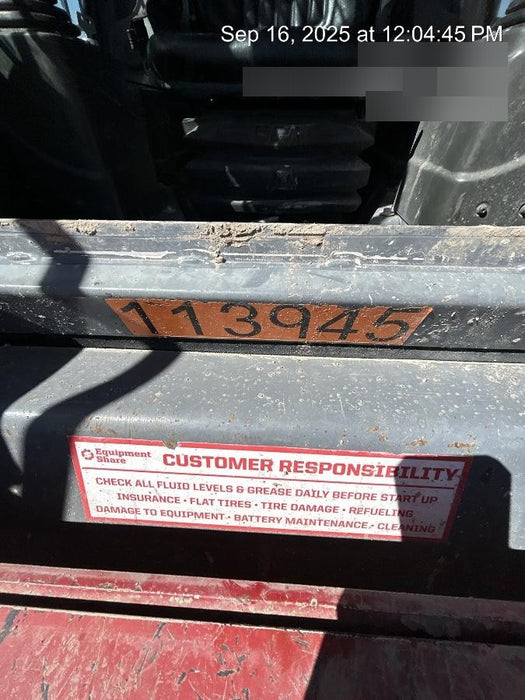 Sep 16, 2025 at 12:04:45 PM
113945
Equipment
Share
CUSTOMER RESPONSIBILITY
CHECK ALL FLUID LEVELS & GREASE DAILY BEFORE START UP
INSURANCE • FLAT TIRES • TIRE DAMAGE • REFUELING
DAMAGE TO EQUIPMENT • BATTERY MAINTENANCE • CLEANING